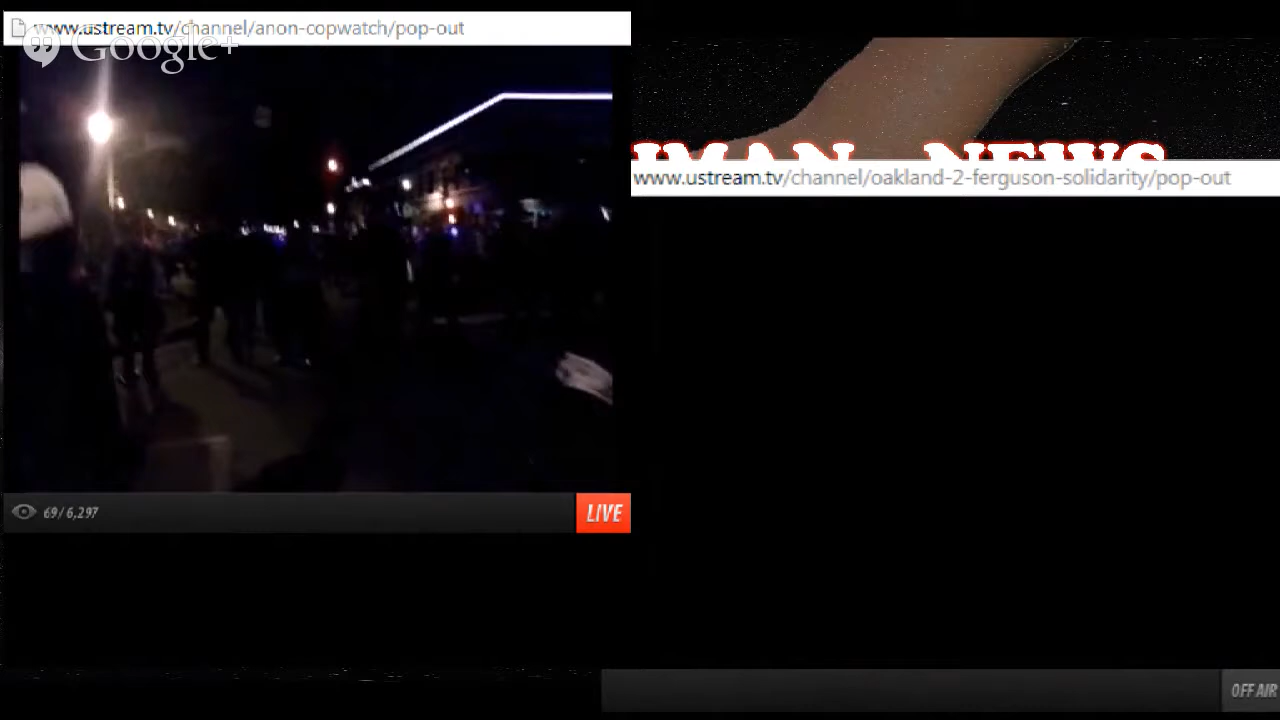 www.ustream.tv/channel/anon-copwatch/pop-out
Google+
NEWS
www.ustream.tv/channel/oakland-2-ferguson-solidarity/pop-out
69/6,297
LIVE
OFF AIR